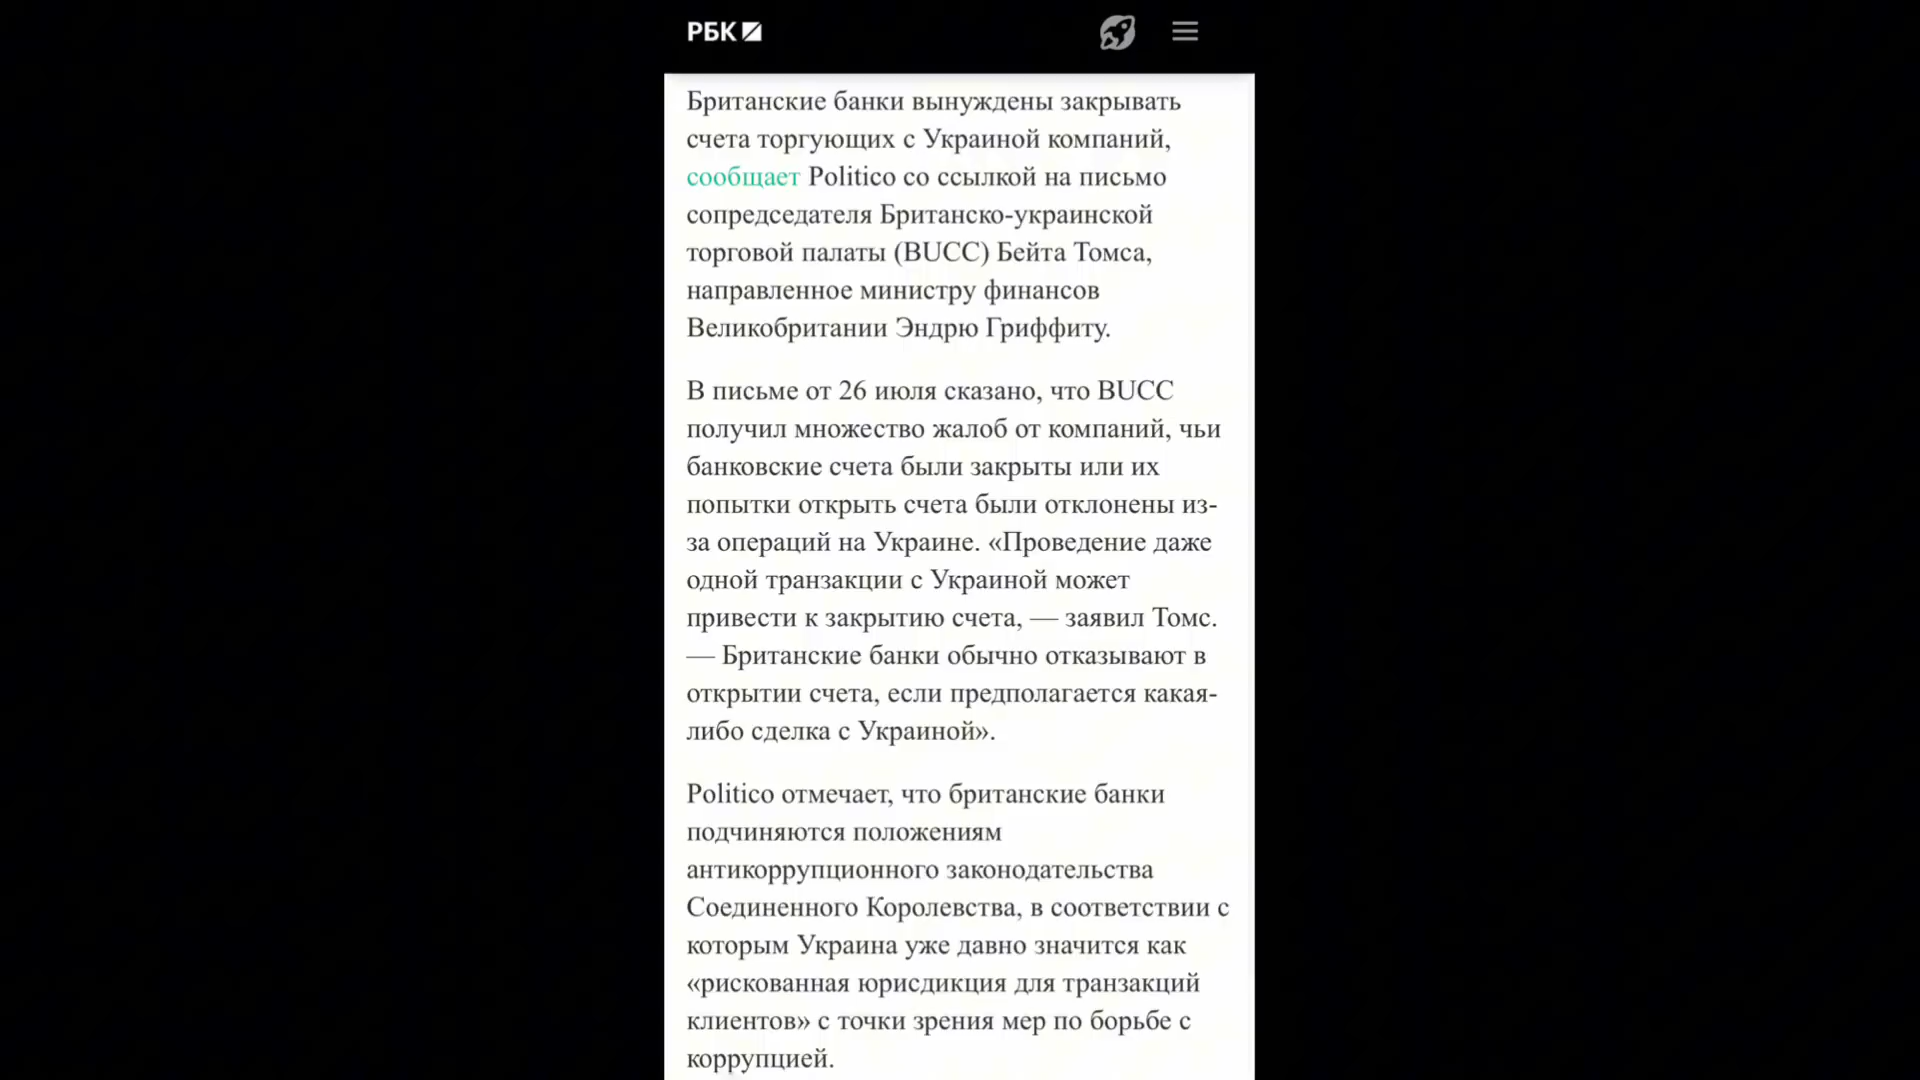 РБК
Британские банки вынуждены закрывать
счета торгующих с Украиной компаний,
сообщает Politico со ссылкой на письмо
сопредседателя Британско-украинской
торговой палаты (BUCC) Бейта Томса,
направленное министру финансов
Великобритании Эндрю Гриффиту.
В письме от 26 июля сказано, что BUCC
получил множество жалоб от компаний, чьи
банковские счета были закрыты или их
попытки открыть счета были отклонены из-
за операций на Украине. «Проведение даже
одной транзакции с Украиной может
привести к закрытию счета, — заявил Томс.
— Британские банки обычно отказывают в
открытии счета, если предполагается какая-
либо сделка с Украиной».
Politico отмечает, что британские банки
подчиняются положениям
антикоррупционного законодательства
Соединенного Королевства, в соответствии с
которым Украина уже давно значится как
«рискованная юрисдикция для транзакций
клиентов» с точки зрения мер по борьбе с
коррупцией.